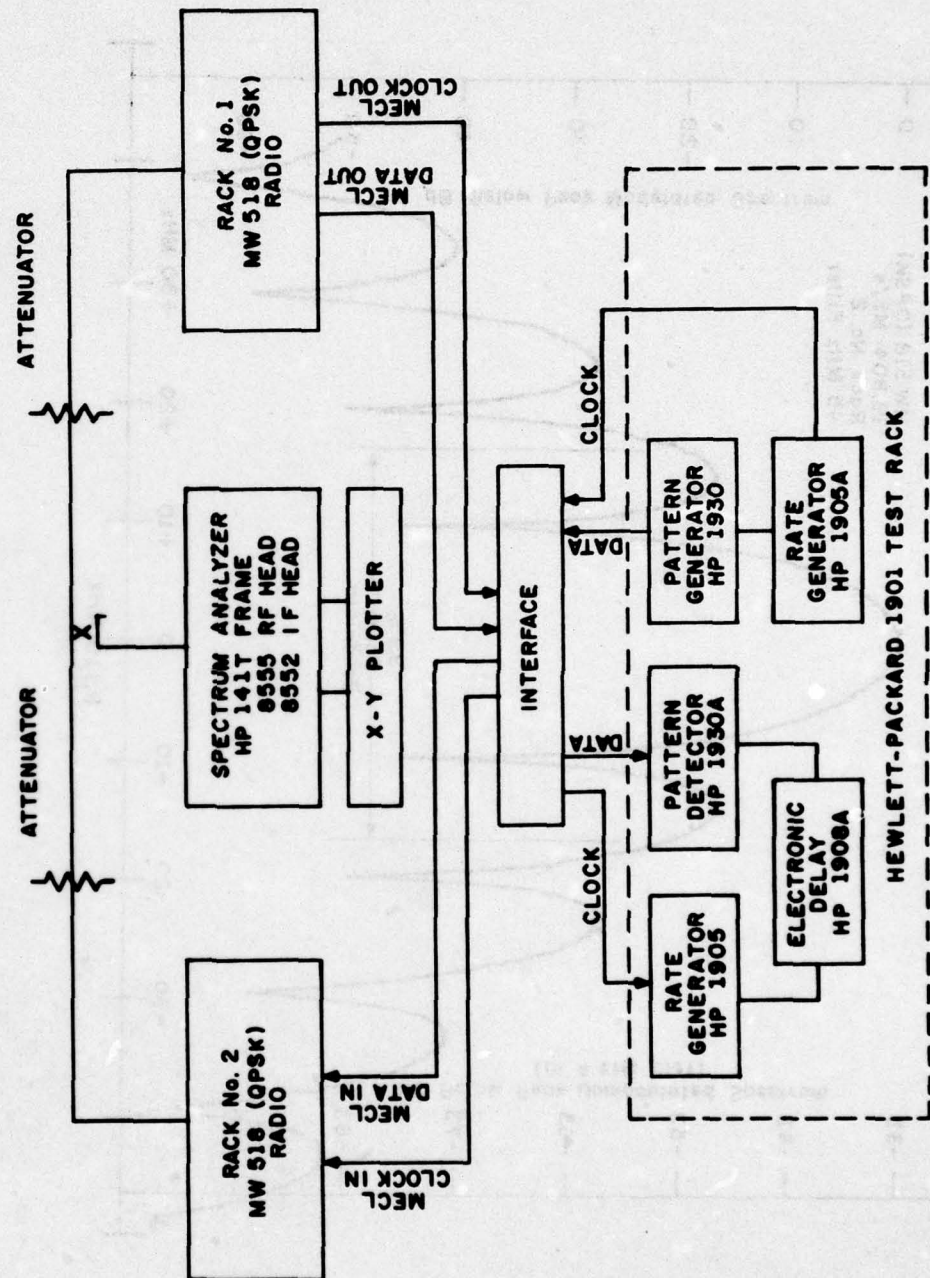 ATTENUATOR
ATTENUATOR
RACK No. 2
MW 518 (QPSK)
RADIO
SPECTRUM ANALYZER
HP 141T FRAME
8555 RF HEAD
8552 IF HEAD
X-Y PLOTTER
RACK No. 1
MW 518 (QPSK)
RADIO
X
MECL
CLOCK IN
MECL
DATA IN
MECL
DATA OUT
MECL
CLOCK OUT
INTERFACE
CLOCK
DATA
DATA
CLOCK
RATE
GENERATOR
HP 1905
PATTERN
DETECTOR
HP 1930A
PATTERN
GENERATOR
HP 1930
ELECTRONIC
DELAY
HP 1908A
RATE
GENERATOR
HP 1905A
HEWLETT-PACKARD 1901 TEST RACK